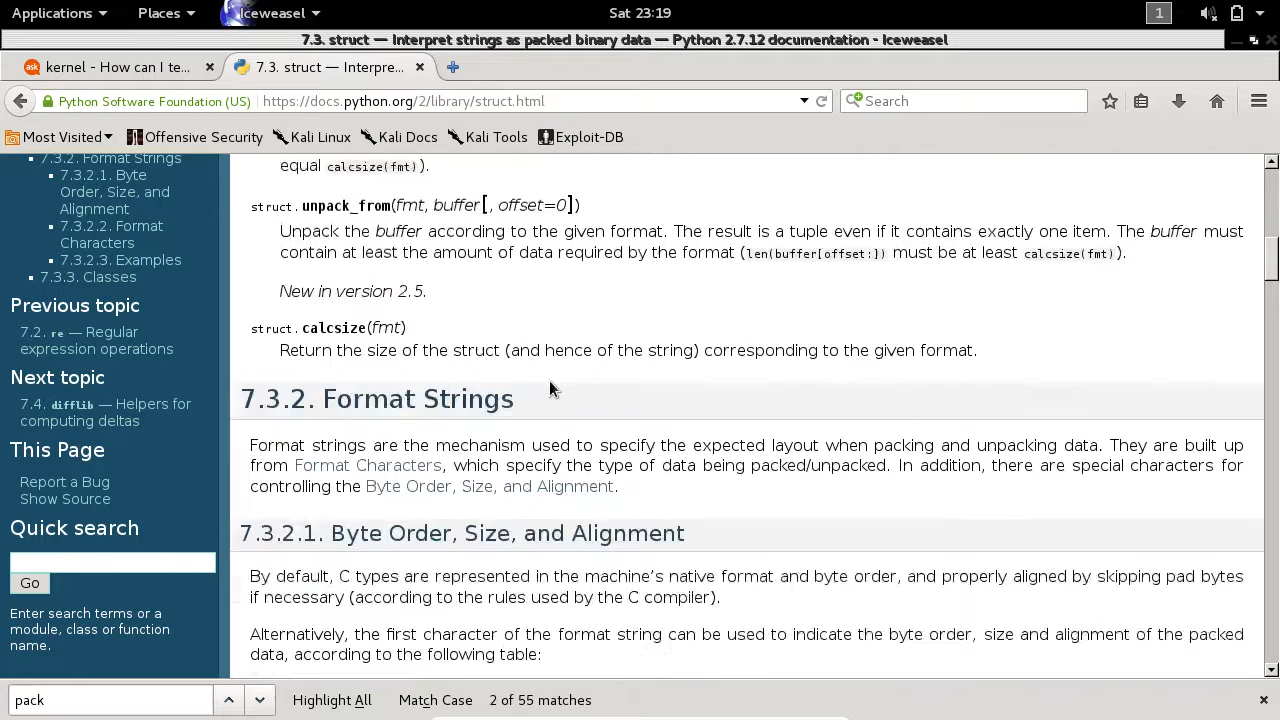 Applications Places Iceweasel Sat 23:19 1
7.3. struct — Interpret strings as packed binary data — Python 2.7.12 documentation - Iceweasel
ask kernel - How can I te... 7.3. struct — Interpre...
Python Software Foundation (US) https://docs.python.org/2/library/struct.html Search
Most Visited Offensive Security Kali Linux Kali Docs Kali Tools Exploit-DB
7.3.2. Format Strings
7.3.2.1. Byte
Order, Size, and
Alignment
7.3.2.2. Format
Characters
7.3.2.3. Examples
7.3.3. Classes
Previous topic
7.2. re — Regular
expression operations
Next topic
7.4. difflib — Helpers for
computing deltas
This Page
Report a Bug
Show Source
Quick search
Go
Enter search terms or a
module, class or function
name.
equal calcsize(fmt)).
struct.unpack_from(fmt, buffer[, offset=0])
Unpack the buffer according to the given format. The result is a tuple even if it contains exactly one item. The buffer must
contain at least the amount of data required by the format (len(buffer[offset:]) must be at least calcsize(fmt)).
New in version 2.5.
struct.calcsize(fmt)
Return the size of the struct (and hence of the string) corresponding to the given format.
7.3.2. Format Strings
Format strings are the mechanism used to specify the expected layout when packing and unpacking data. They are built up
from Format Characters, which specify the type of data being packed/unpacked. In addition, there are special characters for
controlling the Byte Order, Size, and Alignment.
7.3.2.1. Byte Order, Size, and Alignment
By default, C types are represented in the machine's native format and byte order, and properly aligned by skipping pad bytes
if necessary (according to the rules used by the C compiler).
Alternatively, the first character of the format string can be used to indicate the byte order, size and alignment of the packed
data, according to the following table:
pack Highlight All Match Case 2 of 55 matches